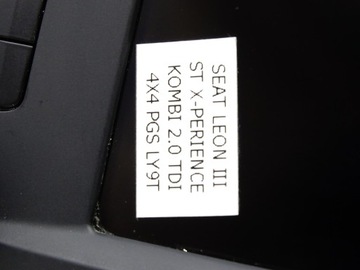 SEAT LEON III
ST X-PERIENCE
KOMBI 2.0 TDI
4X4 PGS LY9T